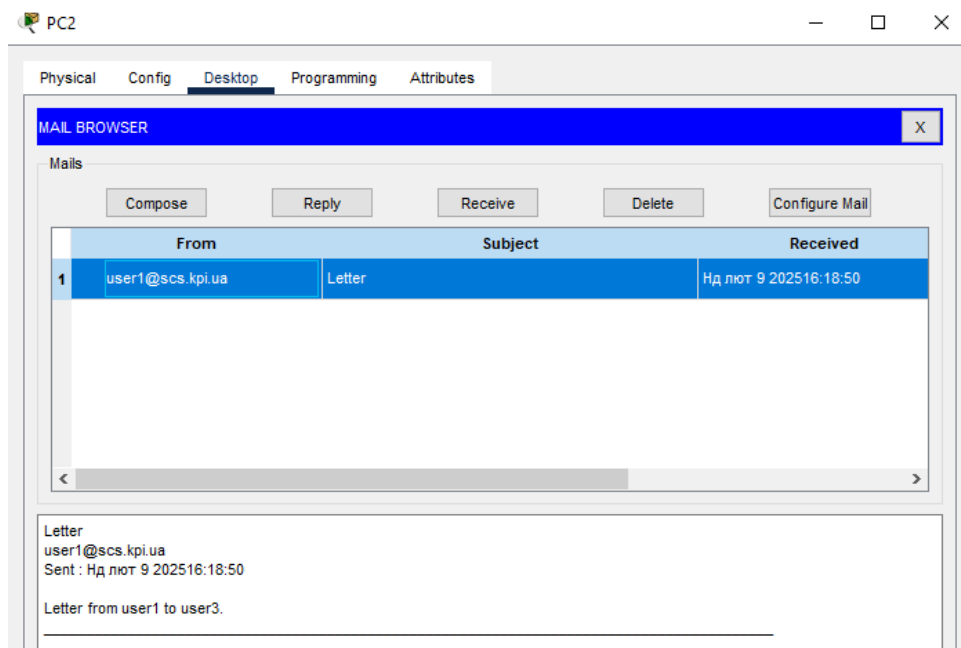 PC2
Physical Config Desktop Programming Attributes
MAIL BROWSER X
Mails
Compose Reply Receive Delete Configure Mail
From Subject Received
1 user1@scs.kpi.ua Letter Нд лют 9 202516:18:50
Letter
user1@scs.kpi.ua
Sent : Нд лют 9 202516:18:50
Letter from user1 to user3.